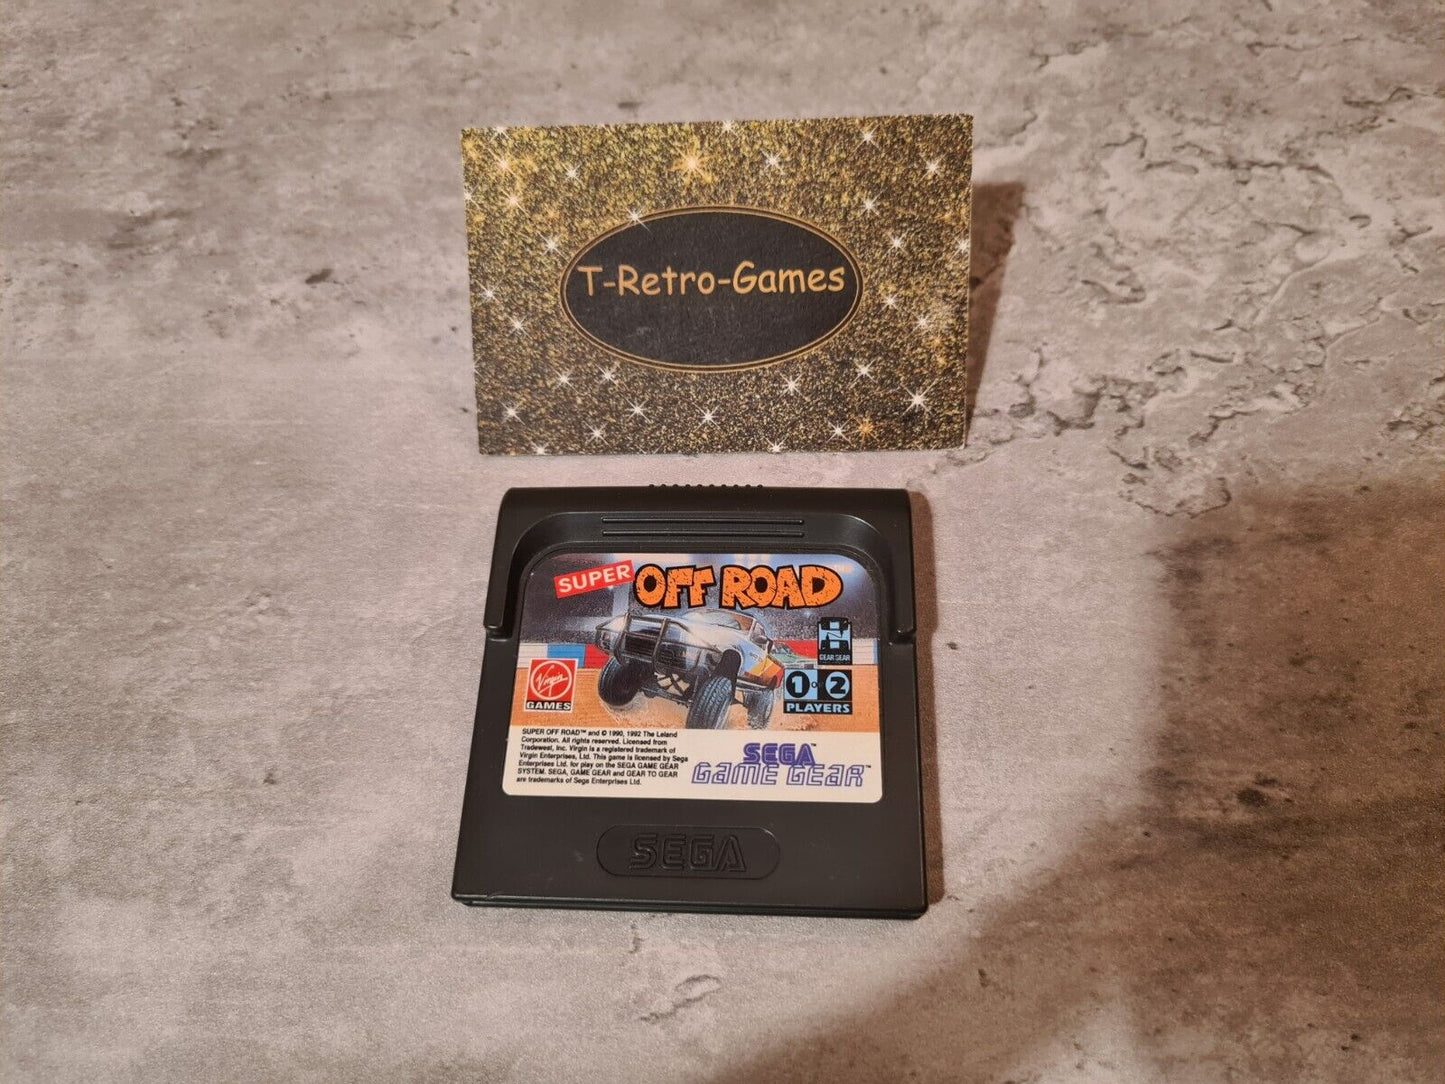 T-Retro-Games
SUPER OFF ROAD
GEAR GEAR
1 or 2
PLAYERS
Virgin
GAMES
SUPER OFF ROAD™ and © 1990, 1992 The Leland
Corporation. All rights reserved. Licensed from
Tradewest, Inc. Virgin is a registered trademark of
Virgin Enterprises, Ltd. This game is licensed by Sega
Enterprises Ltd. for play on the SEGA GAME GEAR
SYSTEM. SEGA, GAME GEAR and GEAR TO GEAR
are trademarks of Sega Enterprises Ltd.
SEGA™
GAME GEAR™
SEGA